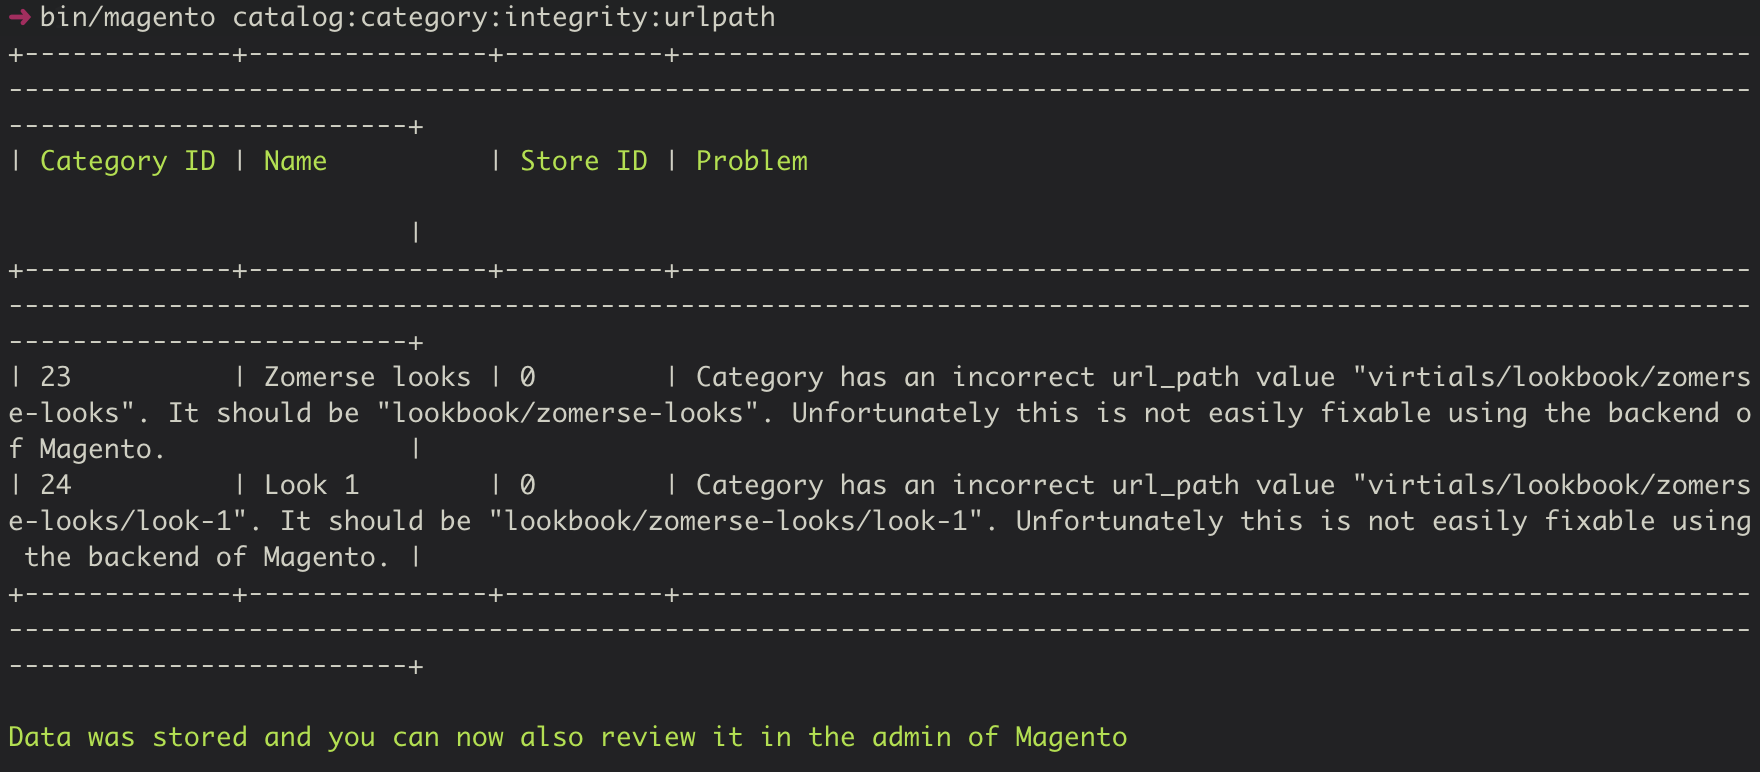 ➜ bin/magento catalog:category:integrity:urlpath
+-------------+---------------+----------+-------------------------------------------------------------------
-------------------------------------------------------------------------------------------------------------
-------------------------+
| Category ID | Name          | Store ID | Problem
                         |
+-------------+---------------+----------+-------------------------------------------------------------------
-------------------------------------------------------------------------------------------------------------
-------------------------+
| 23          | Zomerse looks | 0        | Category has an incorrect url_path value "virtials/lookbook/zomers
e-looks". It should be "lookbook/zomerse-looks". Unfortunately this is not easily fixable using the backend o
f Magento.               |
| 24          | Look 1        | 0        | Category has an incorrect url_path value "virtials/lookbook/zomers
e-looks/look-1". It should be "lookbook/zomerse-looks/look-1". Unfortunately this is not easily fixable using
 the backend of Magento. |
+-------------+---------------+----------+-------------------------------------------------------------------
-------------------------------------------------------------------------------------------------------------
-------------------------+
Data was stored and you can now also review it in the admin of Magento